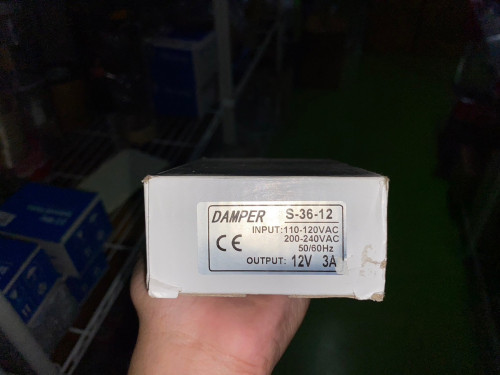 DAMPER S-36-12
INPUT:110-120VAC
200-240VAC
50/60Hz
CE
OUTPUT: 12V 3A